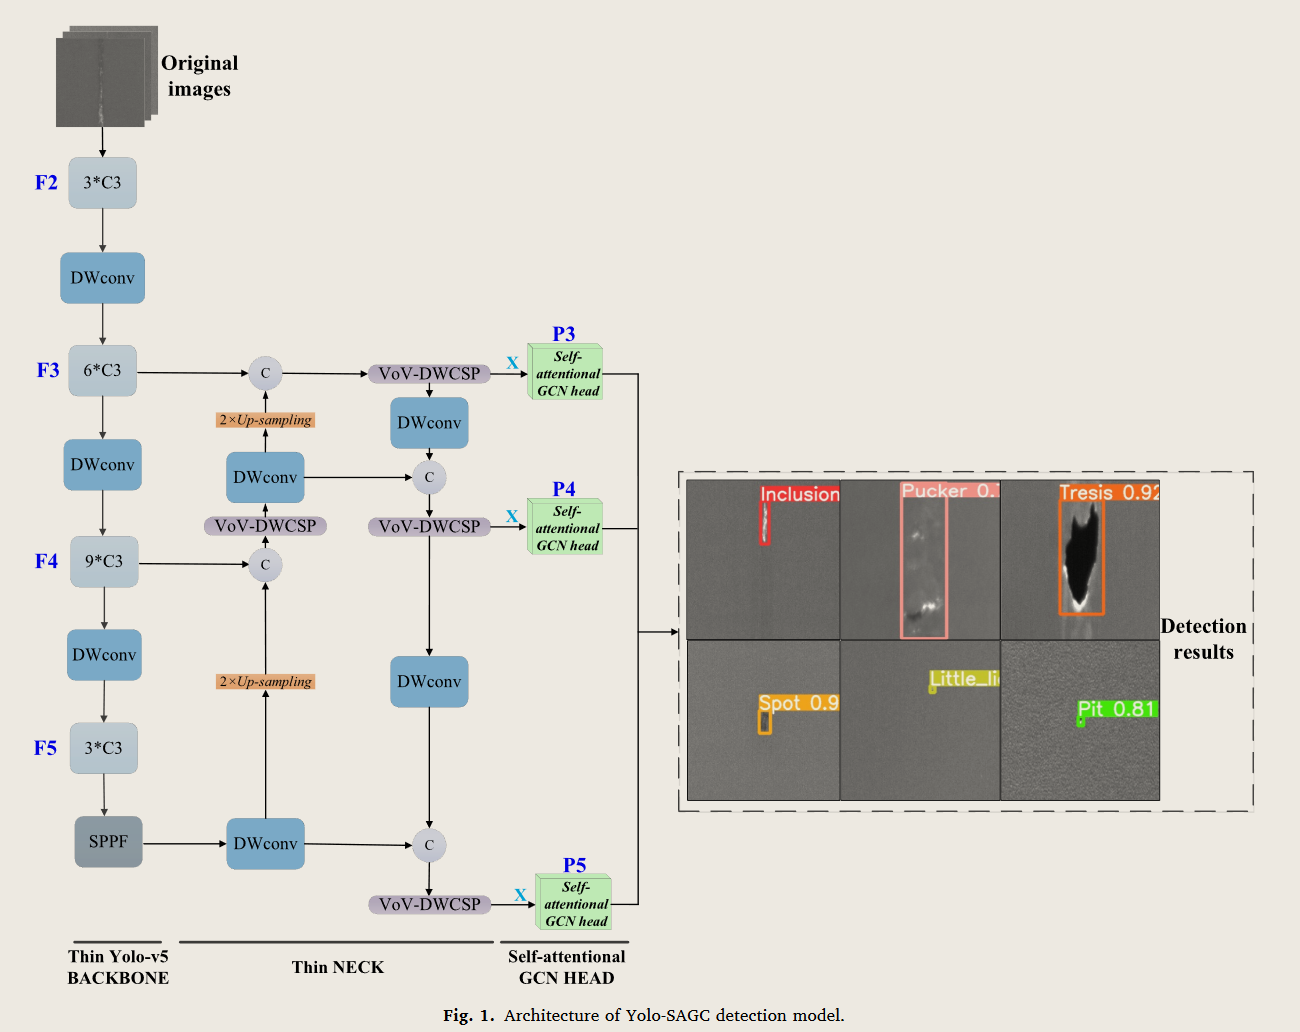 Original
images
F2
3*C3
DWconv
F3
6*C3
DWconv
F4
9*C3
DWconv
F5
3*C3
SPPF
C
2×Up-sampling
DWconv
VoV-DWCSP
C
2×Up-sampling
DWconv
VoV-DWCSP
DWconv
C
VoV-DWCSP
DWconv
C
VoV-DWCSP
X
P3
Self-
attentional
GCN head
X
P4
Self-
attentional
GCN head
X
P5
Self-
attentional
GCN head
Inclusion
Pucker 0.
Tresis 0.92
Spot 0.9
Little_li
Pit 0.81
Detection
results
Thin Yolo-v5
BACKBONE
Thin NECK
Self-attentional
GCN HEAD
Fig. 1. Architecture of Yolo-SAGC detection model.